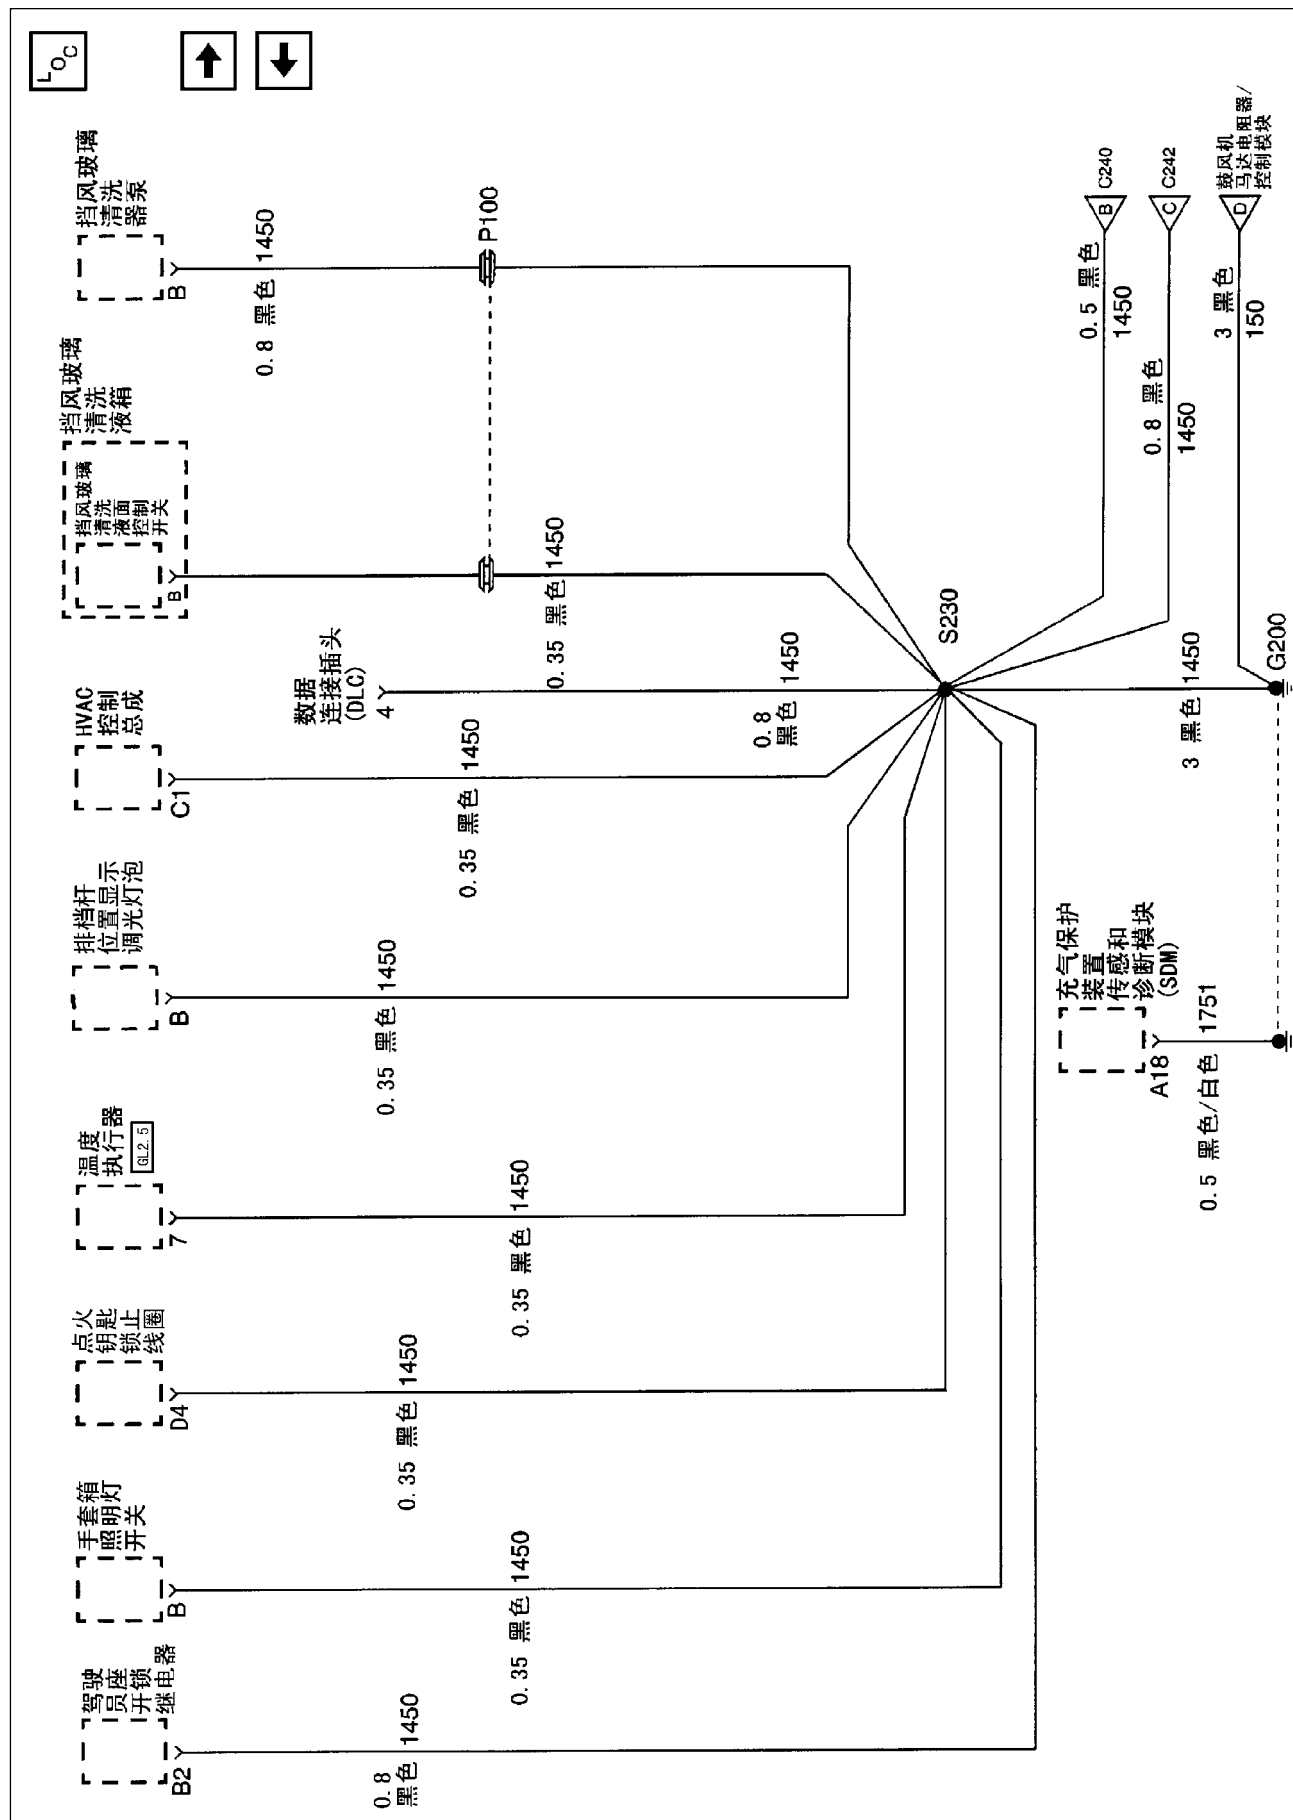 LOC
驾驶
员座
开锁
继电器
B2
0.8
黑色
1450
手套箱
照明灯
开关
B
0.35 黑色
1450
点火
钥匙
锁止
线圈
D4
0.35 黑色
1450
温度
执行器
GL2.5
7
0.35 黑色
1450
排档杆
位置显示
调光灯泡
B
0.35 黑色
1450
HVAC
控制
总成
C1
0.35 黑色
1450
数据
连接插头
(DLC)
4
0.8
黑色
1450
挡风玻璃
清洗
液箱
挡风玻璃
清洗
液面
控制
开关
B
0.35 黑色
1450
挡风玻璃
清洗
器泵
B
0.8 黑色
1450
P100
S230
充气保护
装置
传感和
诊断模块
(SDM)
A18
0.5 黑色/白色
1751
3 黑色
1450
G200
0.5 黑色
1450
B
C240
0.8 黑色
1450
C
C242
3 黑色
150
D
鼓风机
马达电阻器/
控制模块